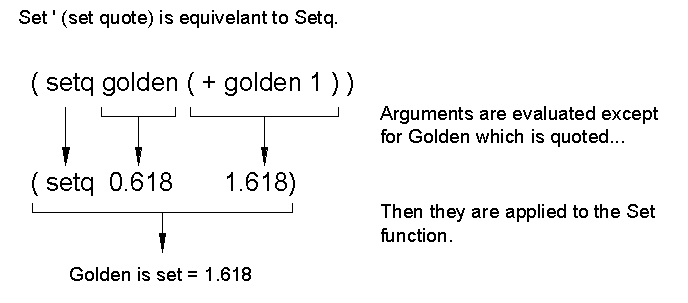 Set ' (set quote) is equivelant to Setq.
( setq golden ( + golden 1 ) )
Arguments are evaluated except
for Golden which is quoted...
( setq 0.618 1.618)
Then they are applied to the Set
function.
Golden is set = 1.618